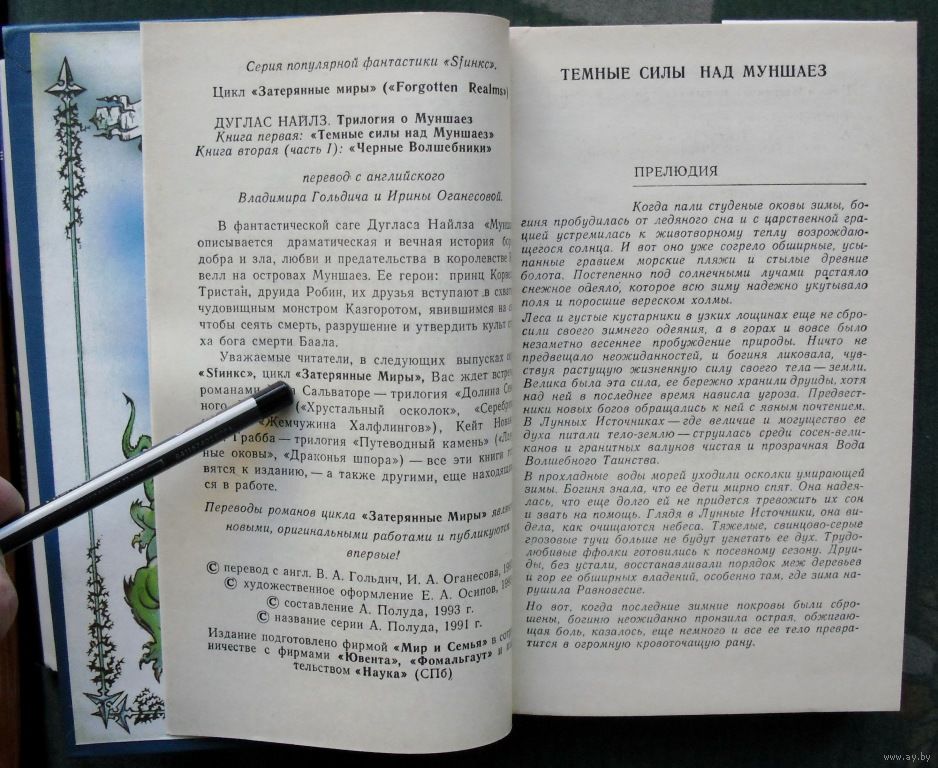 Серия популярной фантастики «Sfинкс».
Цикл «Затерянные миры» («Forgotten Realms»)
ДУГЛАС НАЙЛЗ. Трилогия о Муншаез
Книга первая: «Темные силы над Муншаез»
Книга вторая (часть I): «Черные Волшебники»
перевод с английского
Владимира Гольдича и Ирины Оганесовой.
В фантастической саге Дугласа Найлза
описывается драматическая и вечная история
добра и зла, любви и предательства в королевстве
велл на островах Муншаез. Ее герои: принц
Тристан, друида Робин, их друзья вступают в
чудовищным монстром Казгоротом, явившимся на
чтобы сеять смерть, разрушение и утвердить культ
ха бога смерти Баала.
Уважаемые читатели, в следующих выпусках
«Sfинкс», цикл «Затерянные Миры», Вас ждет
романами Сальваторе — трилогия «Долина
ного («Хрустальный осколок»,
«Жемчужина Халфлингов»), Кейт
Грабба — трилогия «Путеводный камень»
ные оковы», «Драконья шпора») — все эти книги
вятся к изданию, — а также другими, еще
ся в работе.
Переводы романов цикла «Затерянные Миры»
новыми, оригинальными работами и публикуются
впервые!
© перевод с англ. В. А. Гольдич, И. А. Оганесова,
© художественное оформление Е. А. Осипов,
© составление А. Полуда, 1993 г.
© название серии А. Полуда, 1991 г.
Издание подготовлено фирмой «Мир и Семья» в
ничестве с фирмами «Ювента», «Фомальгаут» и
тельством «Наука» (СПб)
ТЕМНЫЕ СИЛЫ НАД МУНШАЕЗ
ПРЕЛЮДИЯ
Когда пали студеные оковы зимы, бо-
гиня пробудилась от ледяного сна и с царственной гра-
цией устремилась к животворному теплу возрождаю-
щегося солнца. И вот оно уже согрело обширные, усы-
панные гравием морские пляжи и стылые древние
болота. Постепенно под солнечными лучами растаяло
снежное одеяло, которое всю зиму надежно укутывало
поля и поросшие вереском холмы.
Леса и густые кустарники в узких лощинах еще не сбро-
сили своего зимнего одеяния, а в горах и вовсе было
незаметно весеннее пробуждение природы. Ничто не
предвещало неожиданностей, и богиня ликовала, чув-
ствуя растущую жизненную силу своего тела — земли.
Велика была эта сила, ее бережно хранили друиды, хотя
над ней в последнее время нависла угроза. Предвест-
ники новых богов обращались к ней с явным почтением.
В Лунных Источниках — где величие и могущество ее
духа питали тело-землю — струилась среди сосен-вели-
канов и гранитных валунов чистая и прозрачная Вода
Волшебного Таинства.
В прохладные воды морей уходили осколки умирающей
зимы. Богиня знала, что ее дети мирно спят. Она надея-
лась, что еще долго ей не придется тревожить их сон
и звать на помощь. Глядя в Лунные Источники, она ви-
дела, как очищаются небеса. Тяжелые, свинцово-серые
грозовые тучи больше не будут угнетать ее дух. Трудо-
любивые ффолки готовились к посевному сезону. Друи-
ды, без устали, восстанавливали порядок меж деревьев
и гор ее обширных владений, особенно там, где зима на-
рушила Равновесие.
Но вот, когда последние зимние покровы были сбро-
шены, богиню неожиданно пронзила острая, обжигаю-
щая боль, казалось, еще немного и все ее тело превра-
тится в огромную кровоточащую рану.
www.ay.by